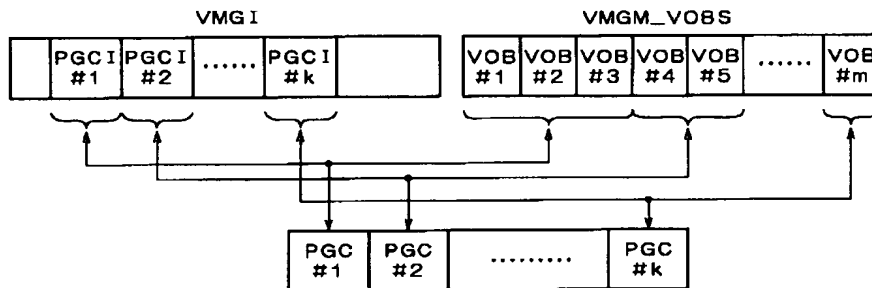 VMGI
VMGM_VOBS
PGCI #1
PGCI #2
......
PGCI #k
VOB #1
VOB #2
VOB #3
VOB #4
VOB #5
......
VOB #m
PGC #1
PGC #2
.........
PGC #k